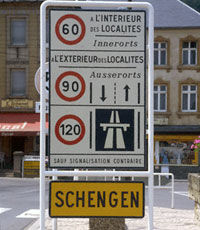 60
A L'INTERIEUR
DES LOCALITES
Innerorts
A L'EXTERIEUR DES LOCALITES
90
Ausserorts
120
SAUF SIGNALISATION CONTRAIRE
SCHENGEN